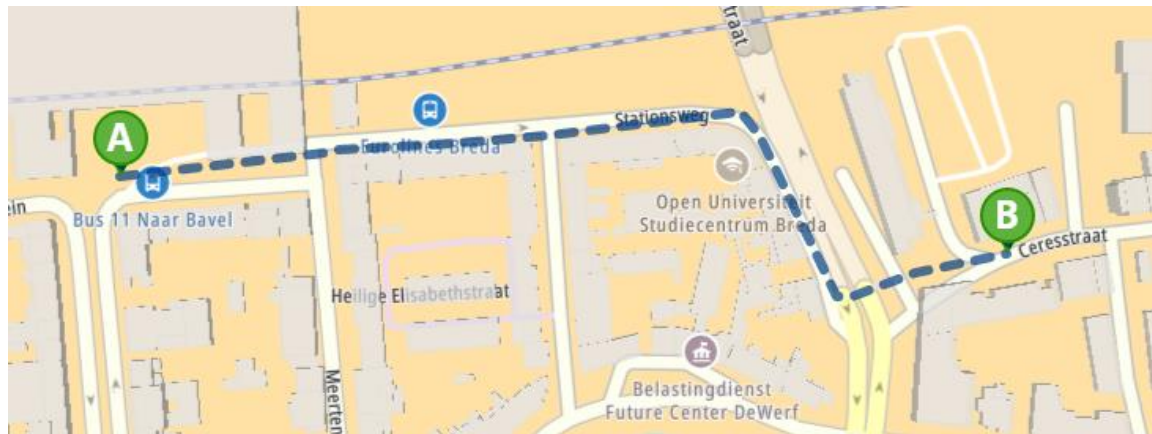 traat
A
Stationsweg
Eurolines Breda
Bus 11 Naar Bavel
ein
Open Universiteit
Studiecentrum Breda
B
Ceresstraat
Heilige Elisabethstraat
Meerten
Belastingdienst
Future Center DeWerf